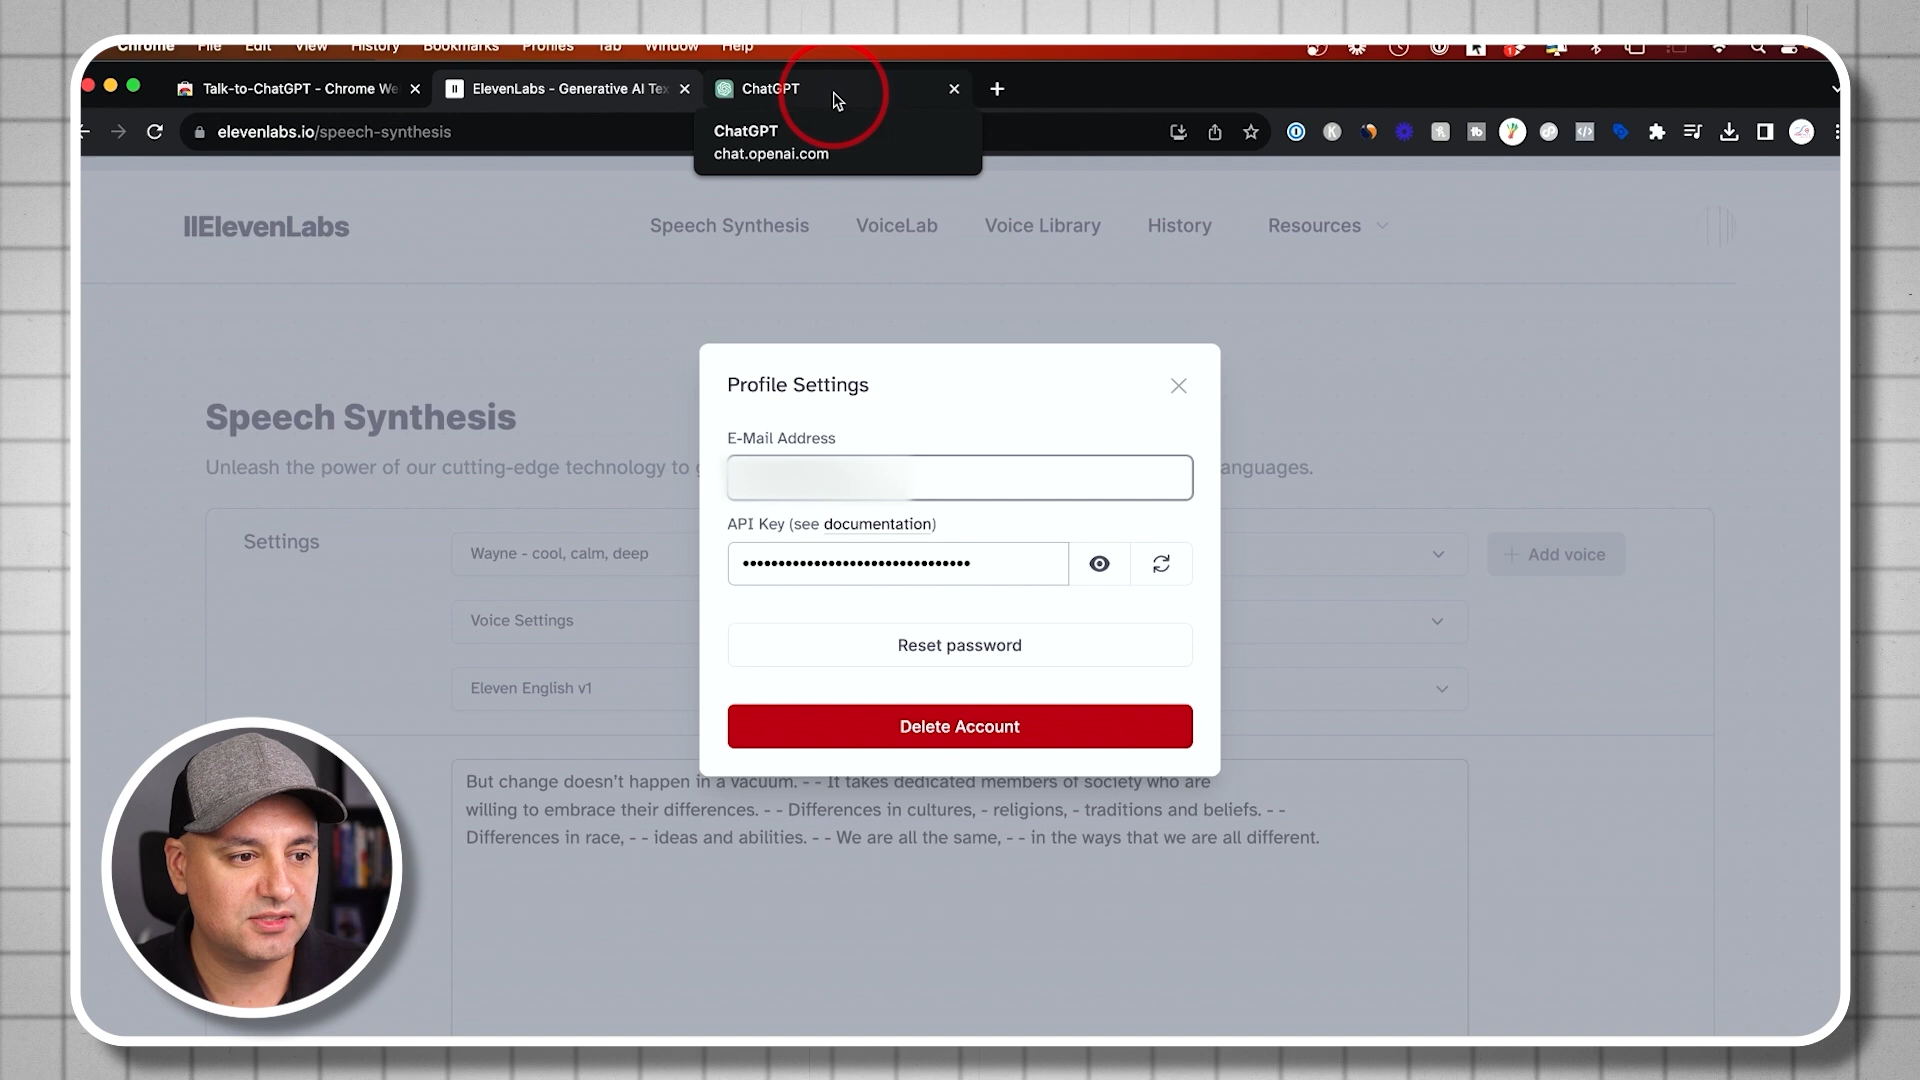 Chrome File Edit View History Bookmarks Profiles Tab Window Help
Talk-to-ChatGPT - Chrome We
ElevenLabs - Generative AI Tex
ChatGPT
elevenlabs.io/speech-synthesis
ChatGPT
chat.openai.com
IIElevenLabs
Speech Synthesis
VoiceLab
Voice Library
History
Resources
Profile Settings
E-Mail Address
API Key (see documentation)
Reset password
Delete Account
Speech Synthesis
Unleash the power of our cutting-edge technology to
anguages.
Settings
Wayne - cool, calm, deep
+ Add voice
Voice Settings
Eleven English v1
But change doesn't happen in a vacuum. - - It takes dedicated members of society who are
willing to embrace their differences. - - Differences in cultures, - religions, - traditions and beliefs. - -
Differences in race, - - ideas and abilities. - - We are all the same, - - in the ways that we are all different.